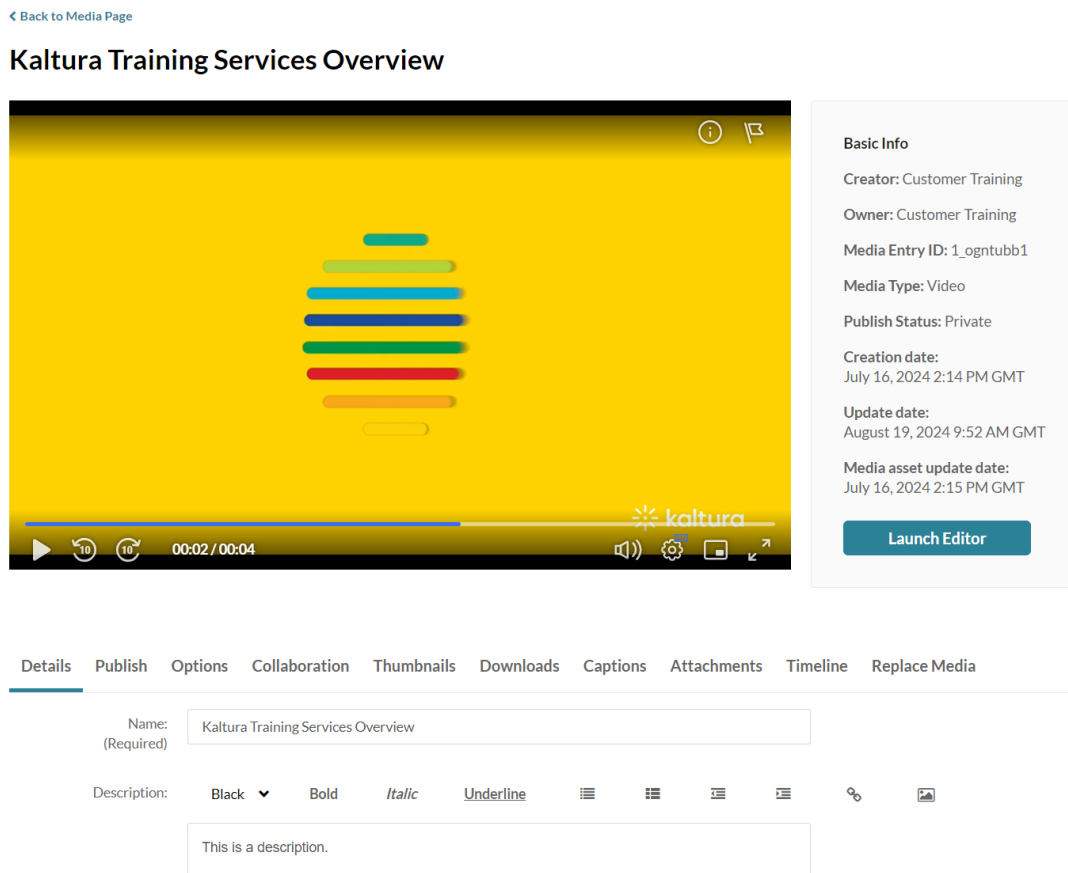 Back to Media Page
Kaltura Training Services Overview
kaltura
10
10
00:02 / 00:04
Basic Info
Creator: Customer Training
Owner: Customer Training
Media Entry ID: 1_ogntubb1
Media Type: Video
Publish Status: Private
Creation date:
July 16, 2024 2:14 PM GMT
Update date:
August 19, 2024 9:52 AM GMT
Media asset update date:
July 16, 2024 2:15 PM GMT
Launch Editor
Details Publish Options Collaboration Thumbnails Downloads Captions Attachments Timeline Replace Media
Name:
(Required)
Kaltura Training Services Overview
Description:
Black Bold Italic Underline
This is a description.